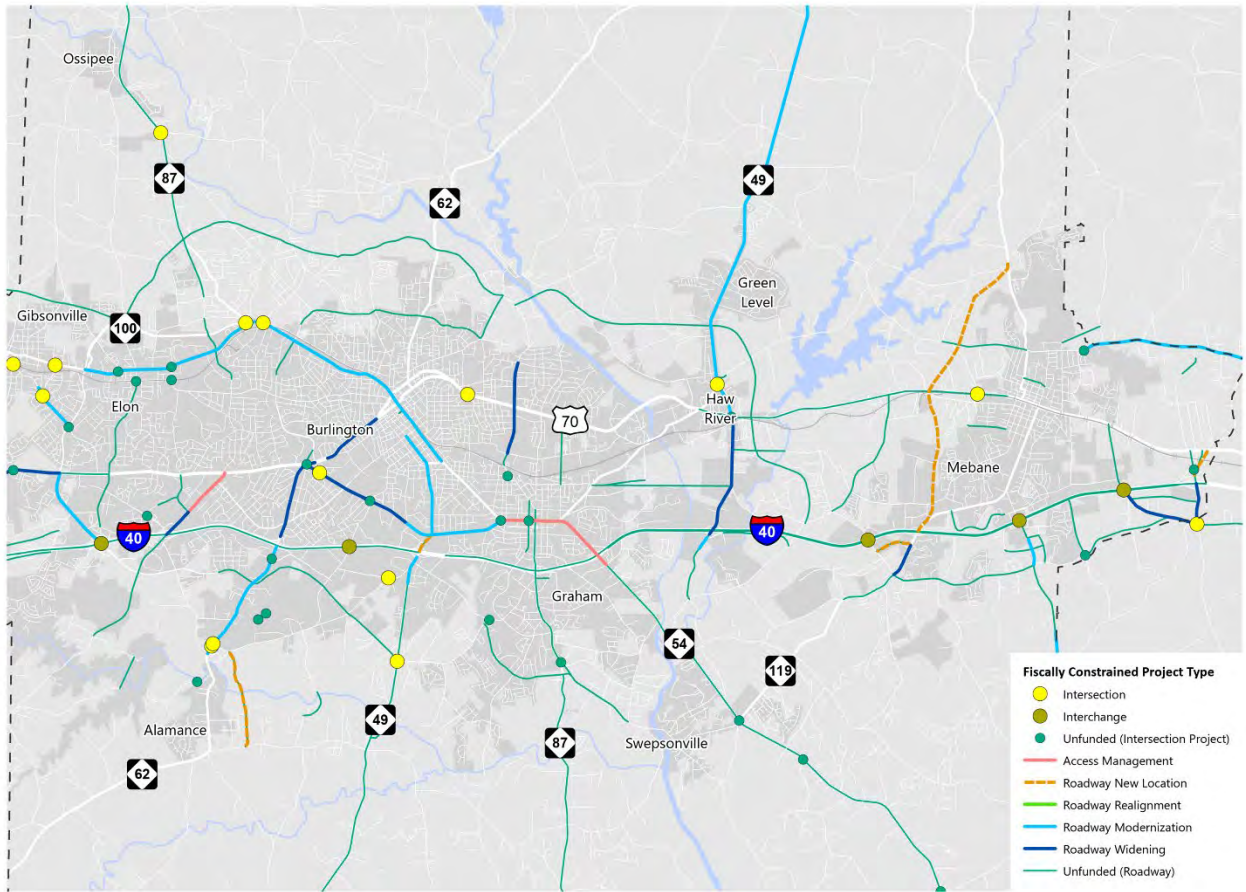 Ossipee
87
62
49
Green
Level
Gibsonville
100
Elon
Burlington
70
Haw
River
Mebane
40
40
Graham
54
119
Alamance
49
87
Swepsonville
62
Fiscally Constrained Project Type
Intersection
Interchange
Unfunded (Intersection Project)
Access Management
Roadway New Location
Roadway Realignment
Roadway Modernization
Roadway Widening
Unfunded (Roadway)